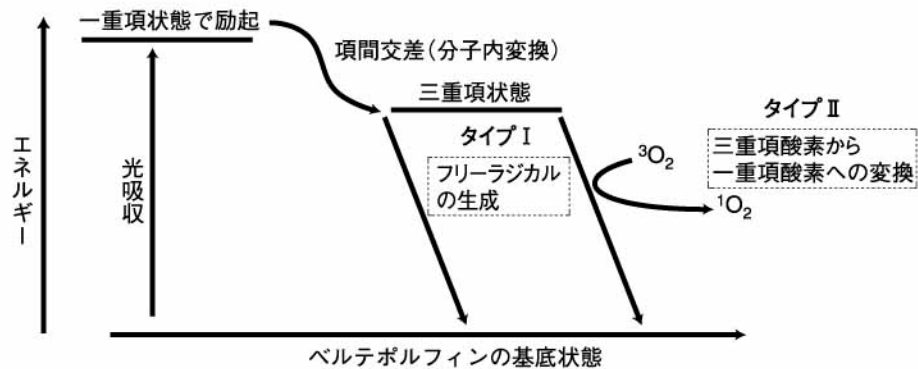 一重項状態で励起
項間交差(分子内変換)
三重項状態
タイプⅠ
フリーラジカル
の生成
タイプⅡ
三重項酸素から
一重項酸素への変換
³O₂
¹O₂
エネルギー
光吸収
ベルテポルフィンの基底状態